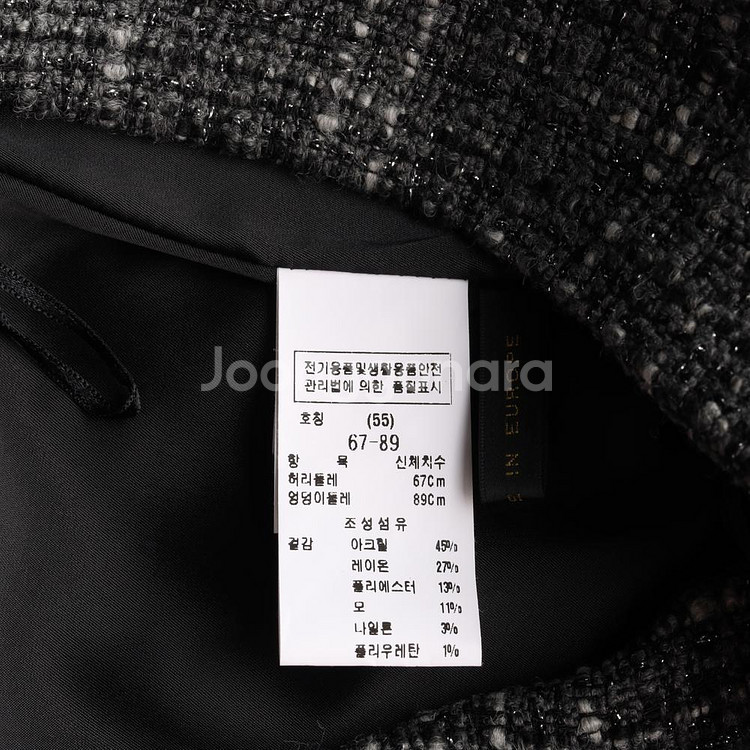 전기용품및생활용품안전
관리법에 의한 품질표시
호칭 (55)
67-89
항 목 신체치수
허리둘레 67Cm
엉덩이둘레 89Cm
조성섬유
겉감 아크릴 45%
레이온 27%
폴리에스터 13%
모 11%
나일론 3%
폴리우레탄 1%
IN EUROPE
Joongnara